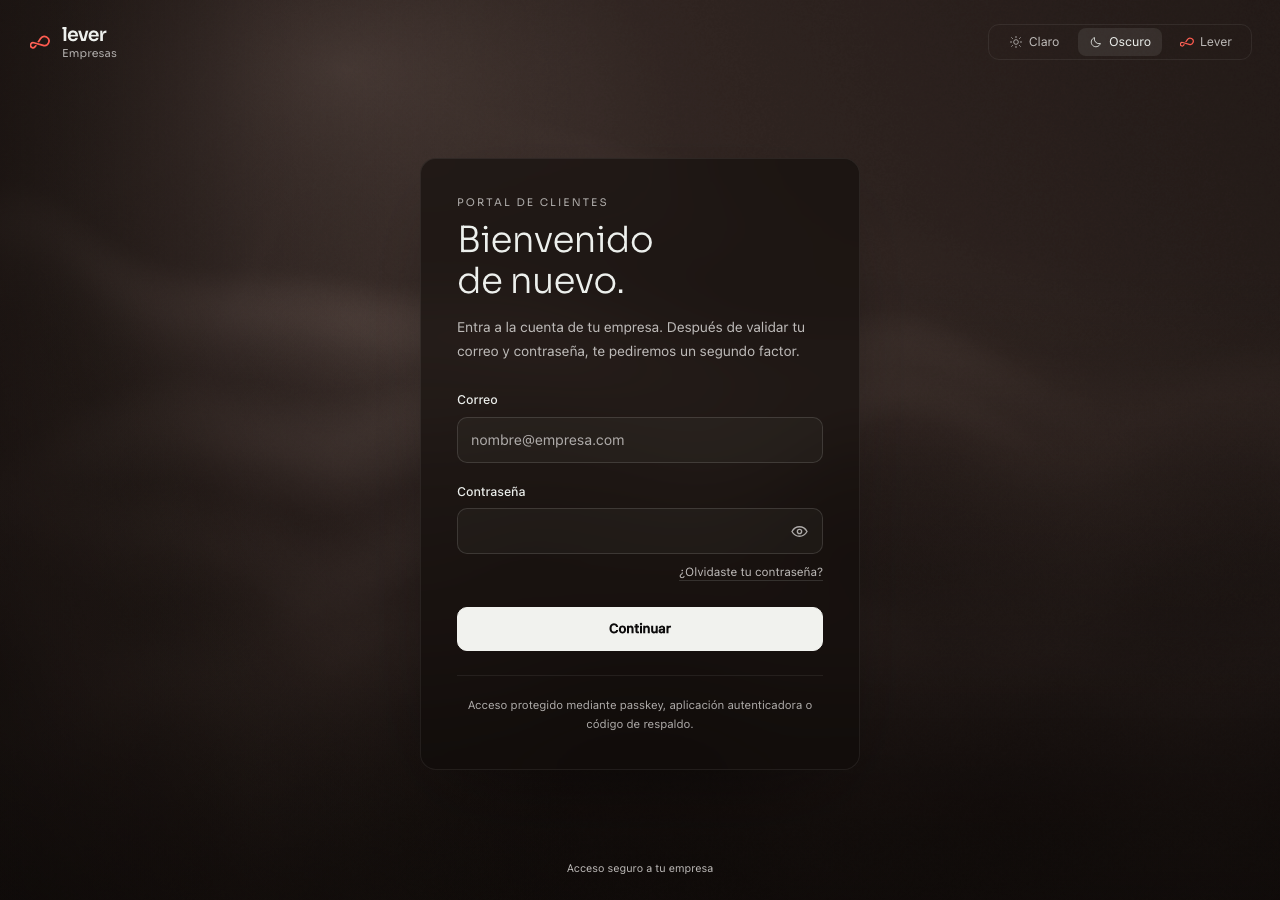 lever
Empresas
Claro
Oscuro
Lever
PORTAL DE CLIENTES
Bienvenido
de nuevo.
Entra a la cuenta de tu empresa. Después de validar tu
correo y contraseña, te pediremos un segundo factor.
Correo
nombre@empresa.com
Contraseña
¿Olvidaste tu contraseña?
Continuar
Acceso protegido mediante passkey, aplicación autenticadora o
código de respaldo.
Acceso seguro a tu empresa